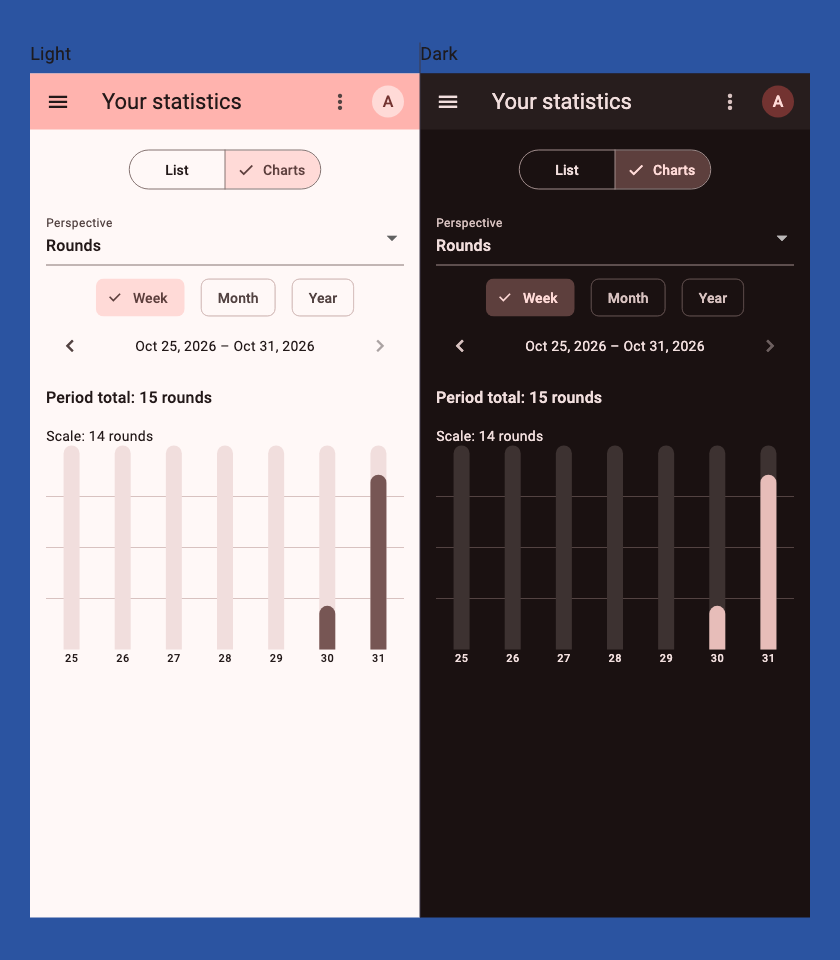 Light
Dark
Your statistics
A
Your statistics
A
List
Charts
List
Charts
Perspective
Rounds
Perspective
Rounds
Week
Month
Year
Week
Month
Year
Oct 25, 2026 – Oct 31, 2026
Oct 25, 2026 – Oct 31, 2026
Period total: 15 rounds
Period total: 15 rounds
Scale: 14 rounds
Scale: 14 rounds
25 26 27 28 29 30 31
25 26 27 28 29 30 31